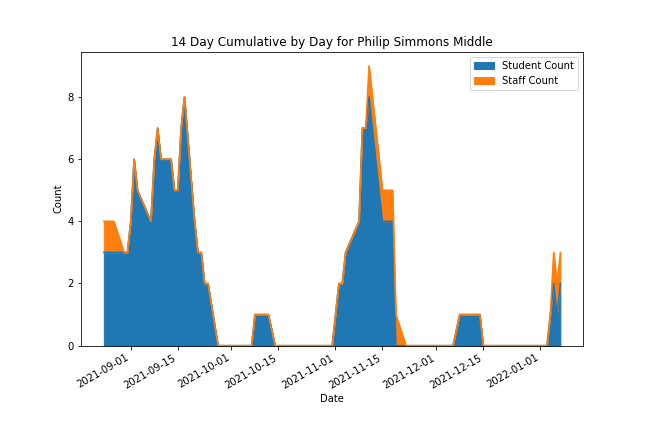 14 Day Cumulative by Day for Philip Simmons Middle
Student Count
Staff Count
Count
8
6
4
2
0
2021-09-01
2021-09-15
2021-10-01
2021-10-15
2021-11-01
2021-11-15
2021-12-01
2021-12-15
2022-01-01
Date